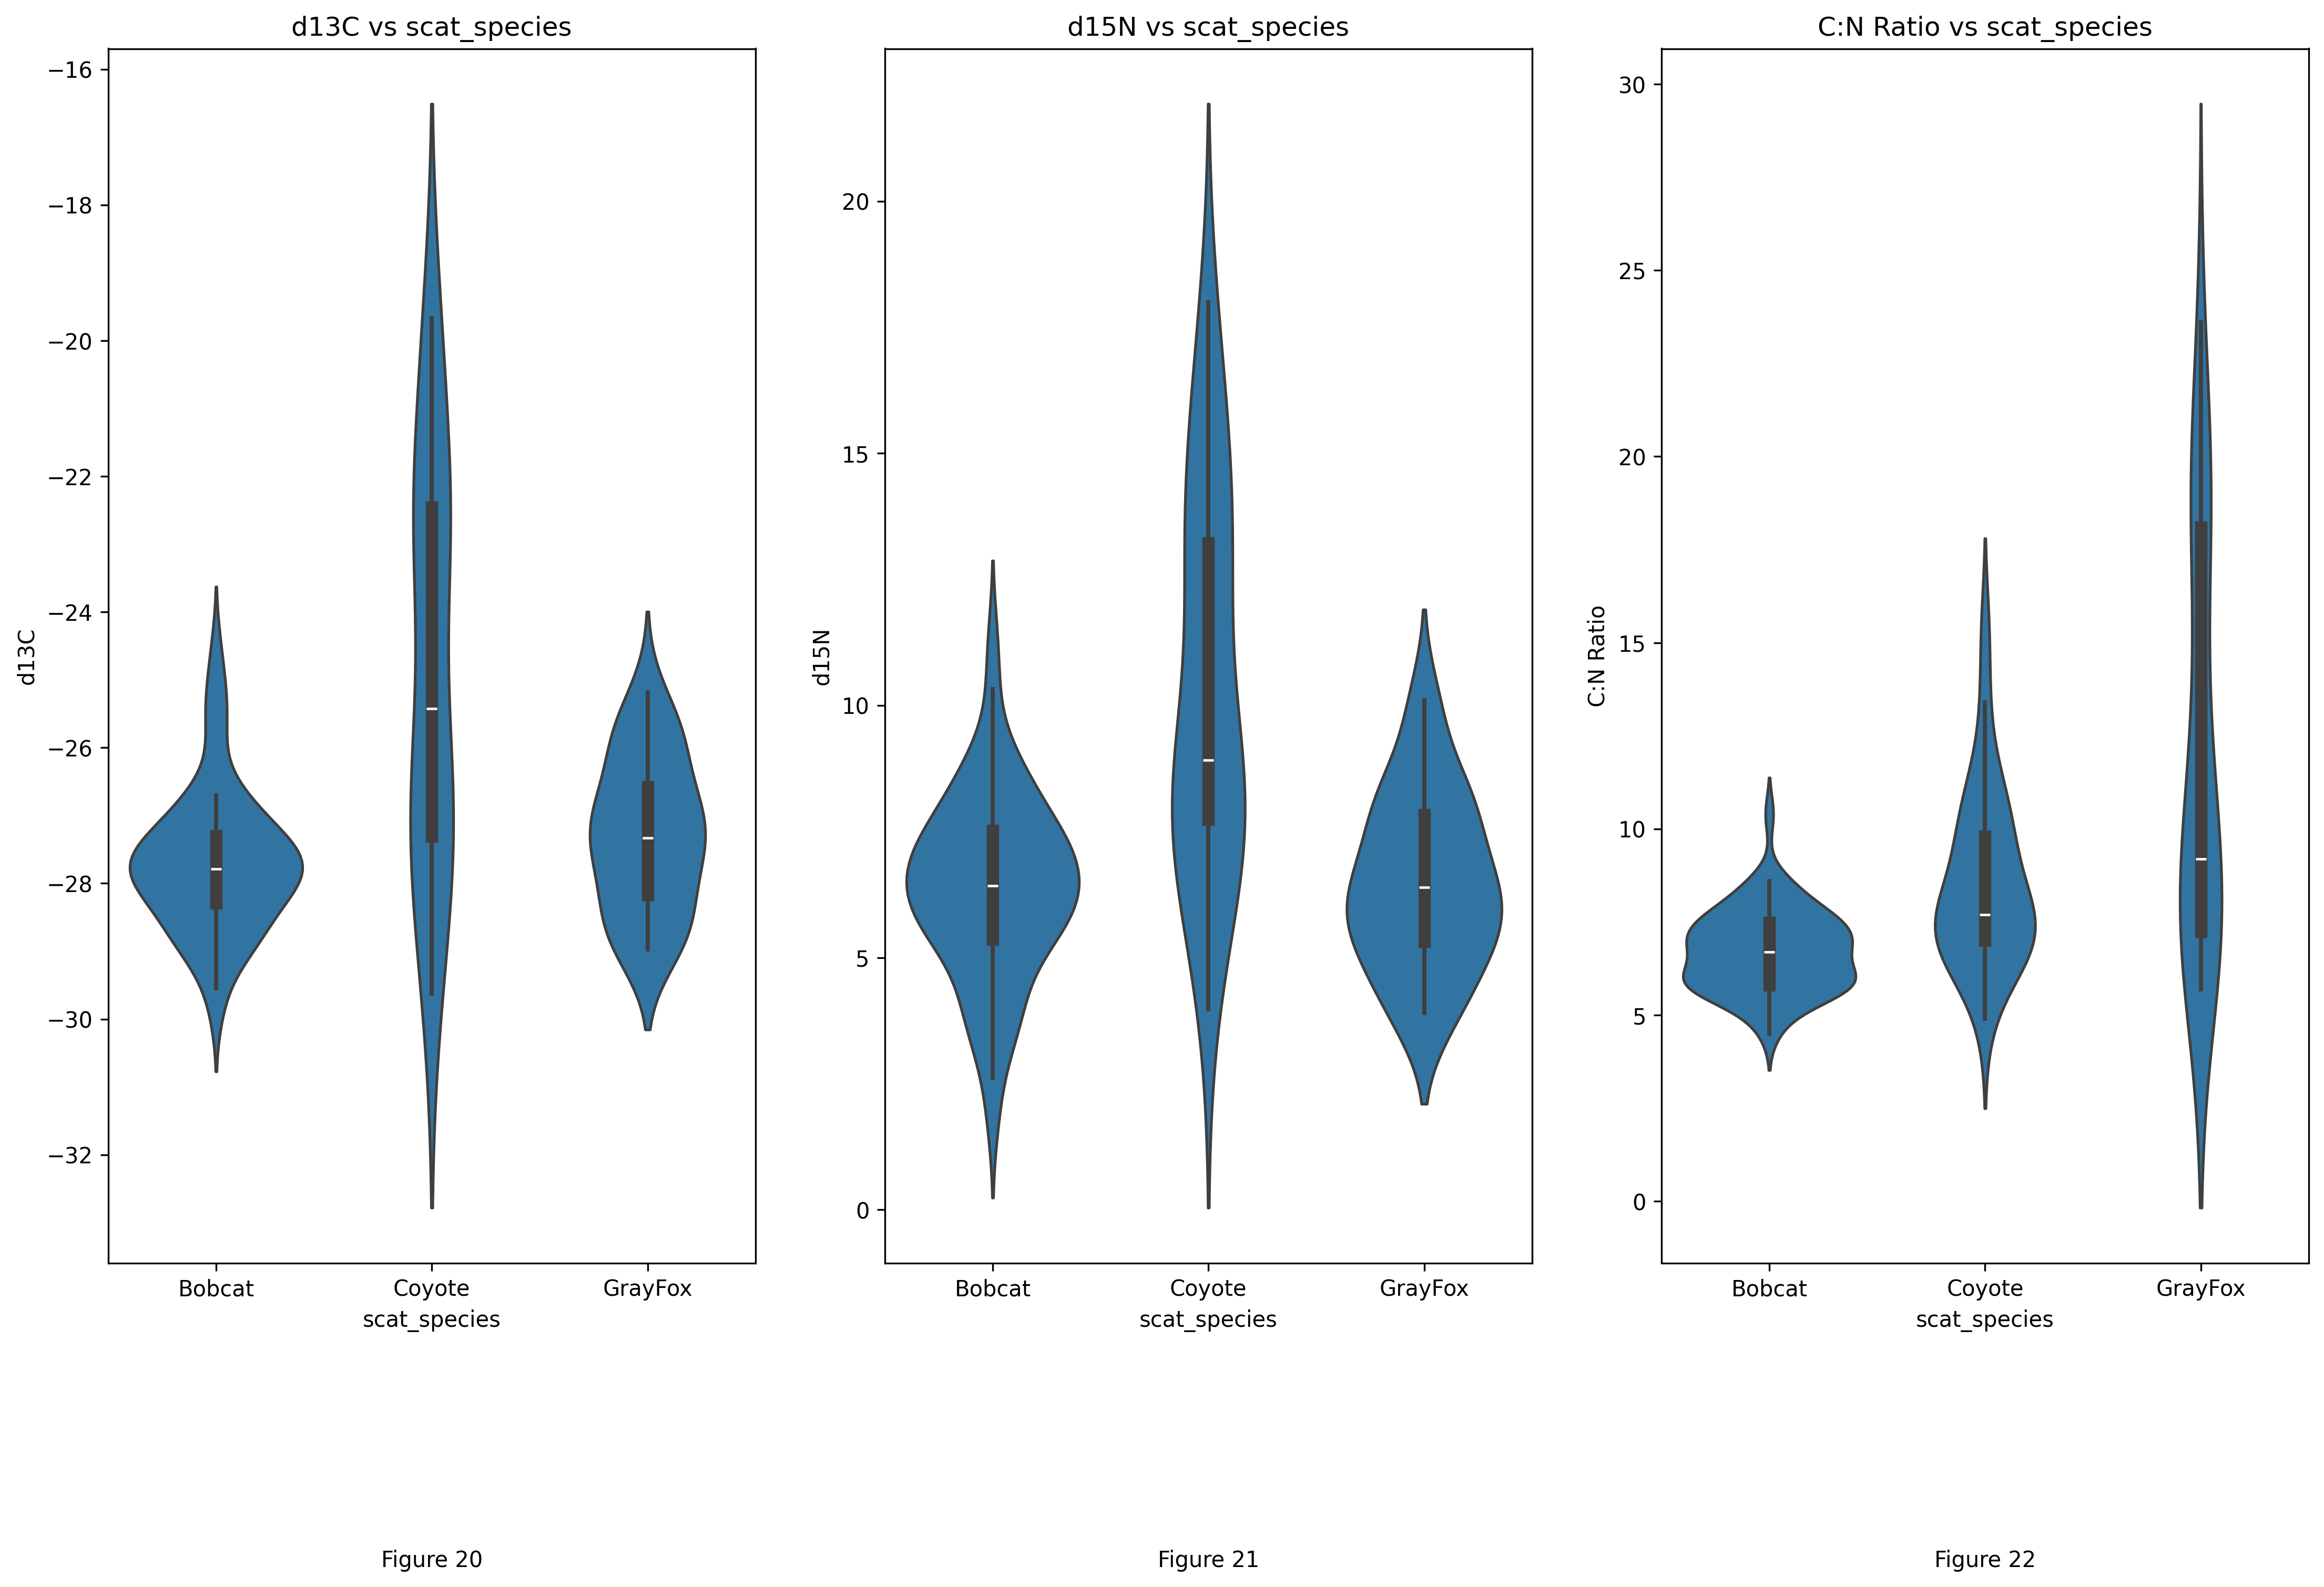 d13C vs scat_species
−16
−18
−20
−22
−24
−26
−28
−30
−32
d13C
Bobcat
Coyote
GrayFox
scat_species
Figure 20
d15N vs scat_species
20
15
10
5
0
d15N
Bobcat
Coyote
GrayFox
scat_species
Figure 21
C:N Ratio vs scat_species
30
25
20
15
10
5
0
C:N Ratio
Bobcat
Coyote
GrayFox
scat_species
Figure 22